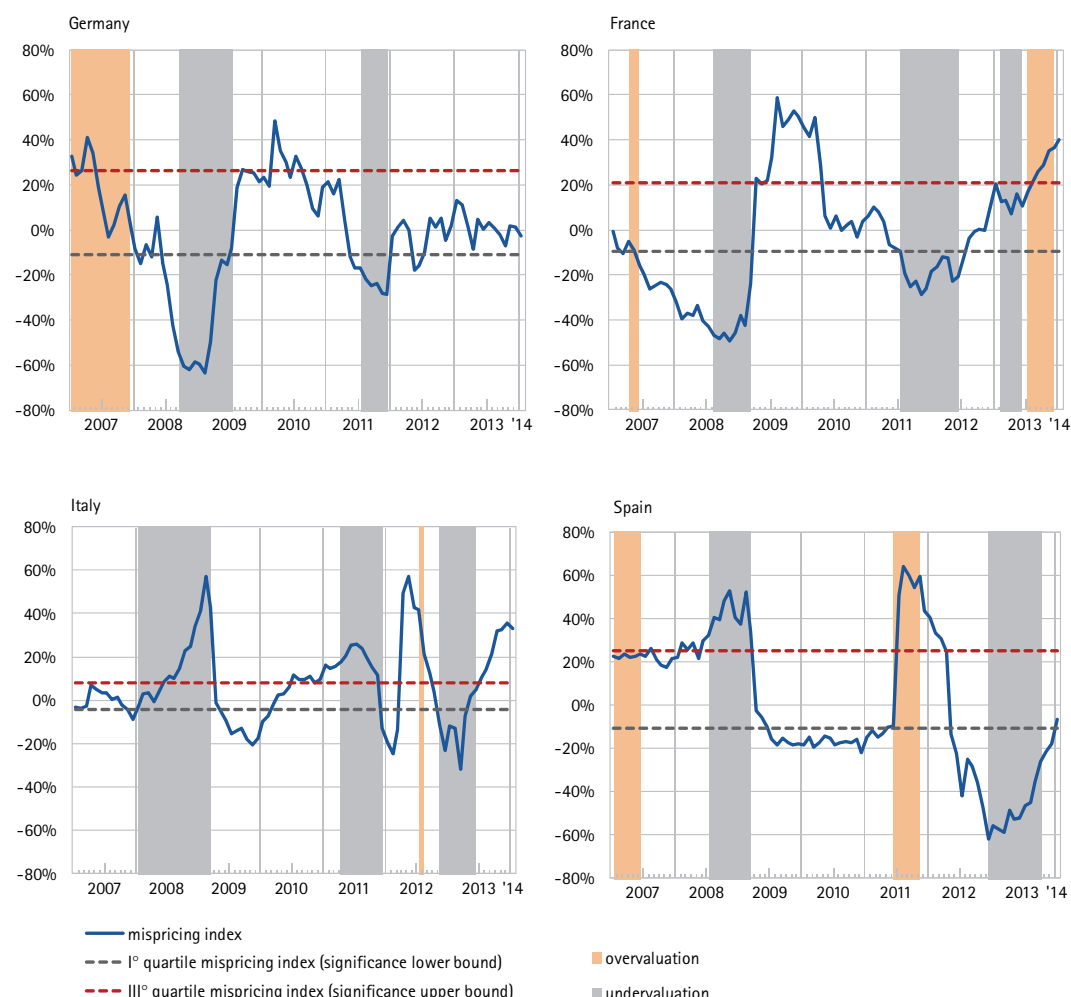 Germany
80%
60%
40%
20%
0%
-20%
-40%
-60%
-80%
2007 2008 2009 2010 2011 2012 2013 '14
France
80%
60%
40%
20%
0%
-20%
-40%
-60%
-80%
2007 2008 2009 2010 2011 2012 2013 '14
Italy
80%
60%
40%
20%
0%
-20%
-40%
-60%
-80%
2007 2008 2009 2010 2011 2012 2013 '14
Spain
80%
60%
40%
20%
0%
-20%
-40%
-60%
-80%
2007 2008 2009 2010 2011 2012 2013 '14
mispricing index
I° quartile mispricing index (significance lower bound)
III° quartile mispricing index (significance upper bound)
overvaluation
undervaluation